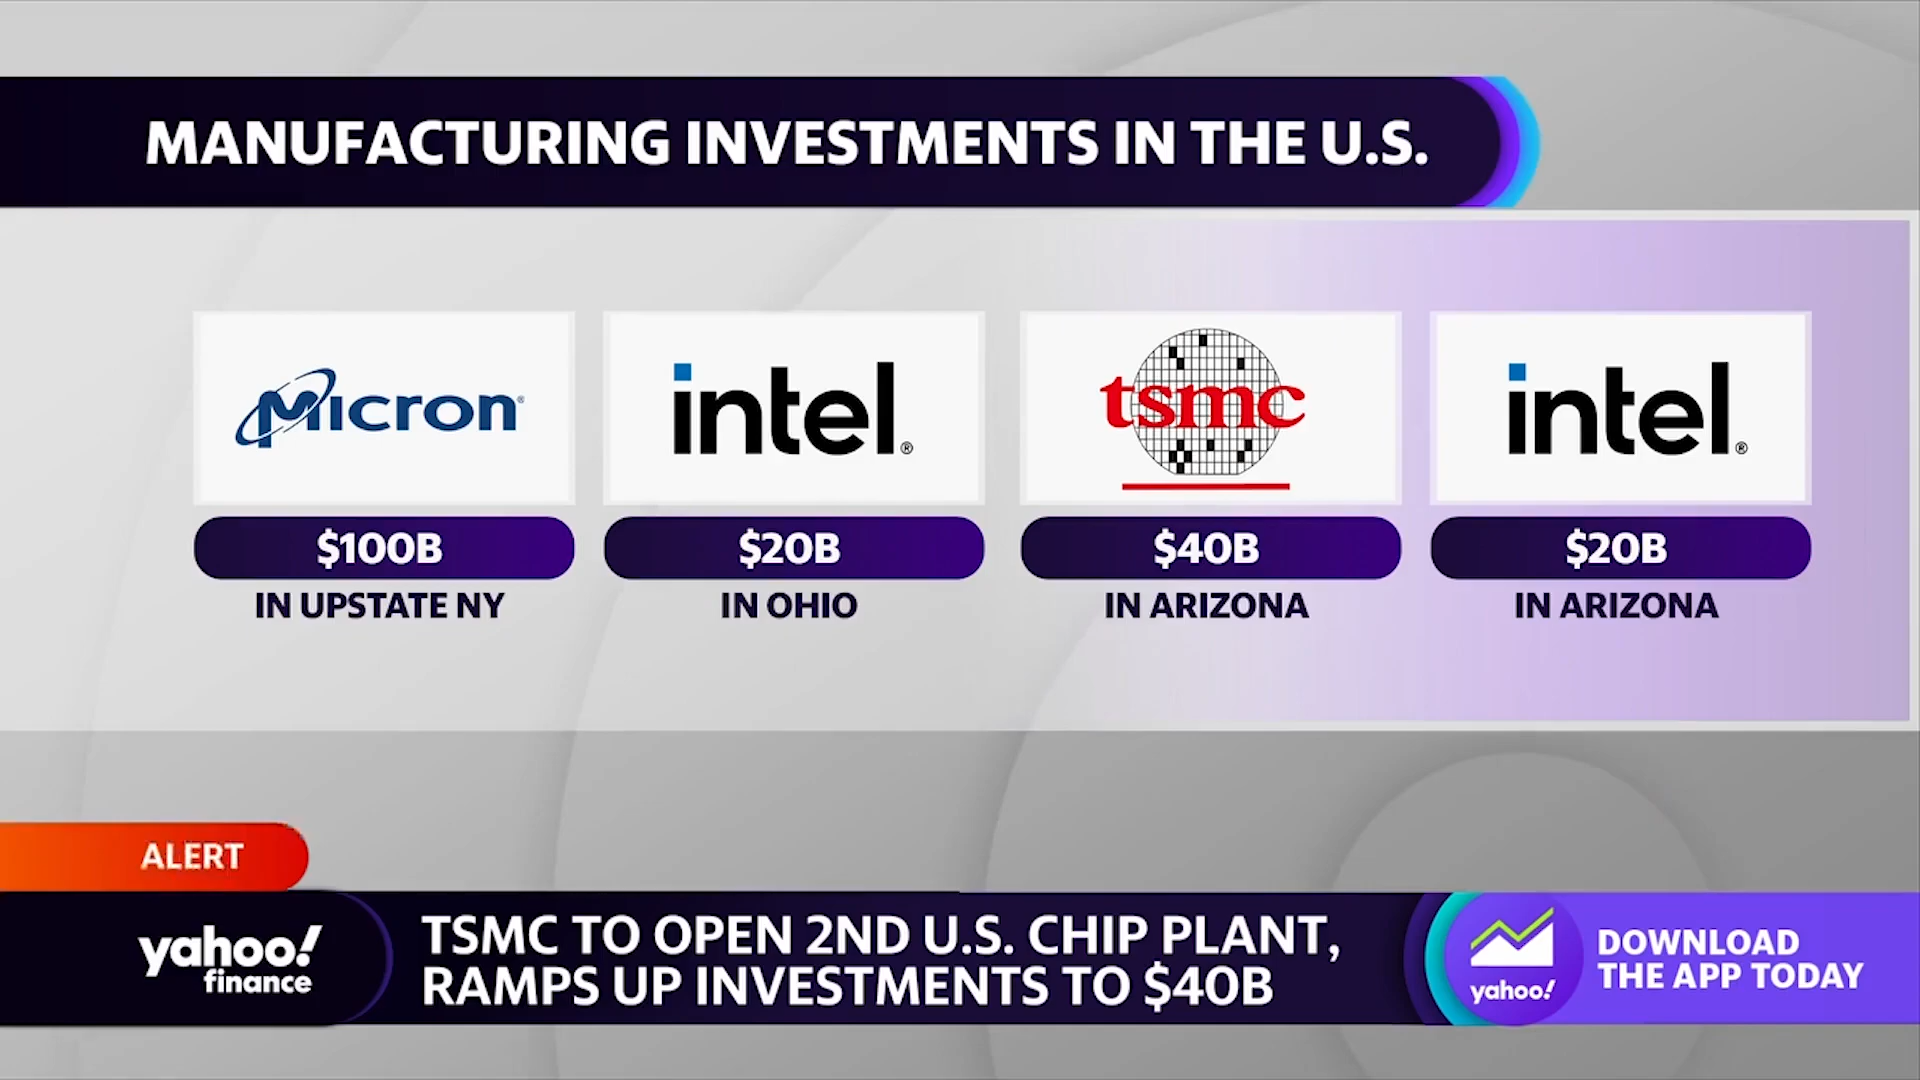 MANUFACTURING INVESTMENTS IN THE U.S.
Micron®
intel®
tsmc
intel®
$100B
$20B
$40B
$20B
IN UPSTATE NY
IN OHIO
IN ARIZONA
IN ARIZONA
ALERT
yahoo!
finance
TSMC TO OPEN 2ND U.S. CHIP PLANT,
RAMPS UP INVESTMENTS TO $40B
yahoo!
DOWNLOAD
THE APP TODAY